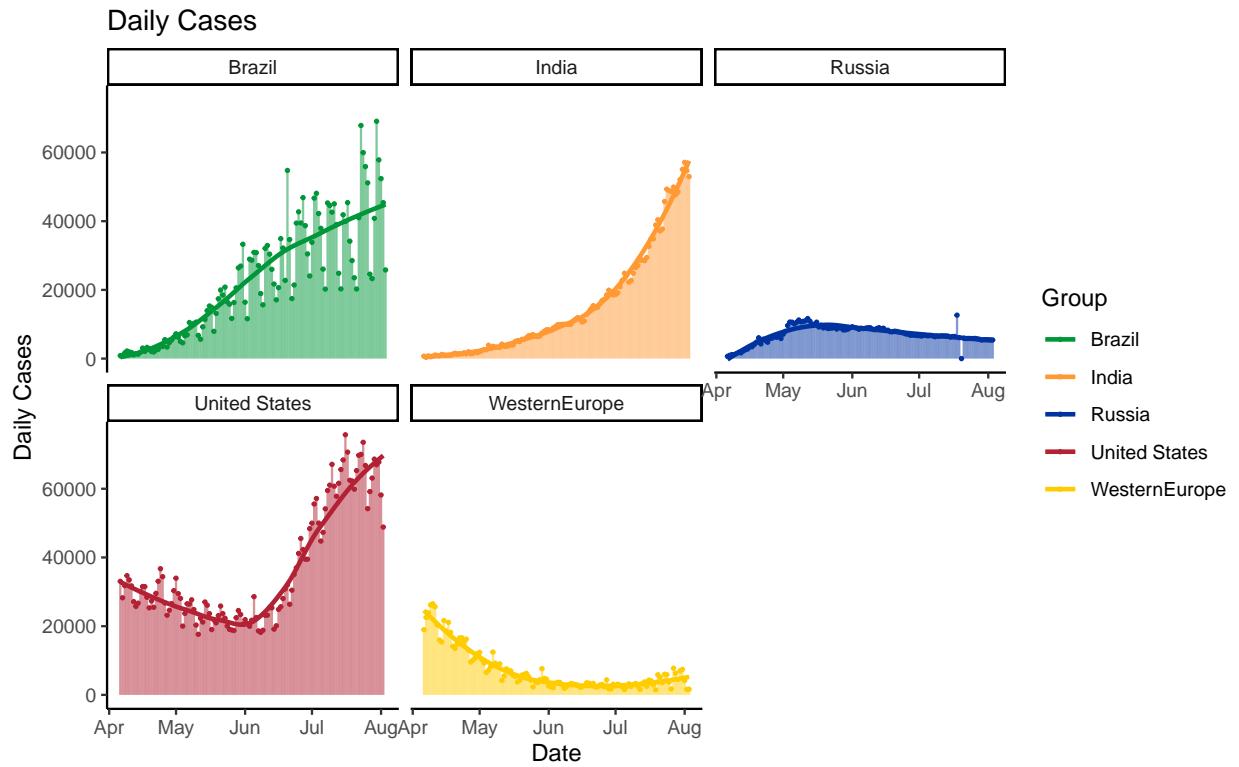 Daily Cases
Brazil
India
Russia
60000
40000
20000
0
Apr May Jun Jul Aug
United States
WesternEurope
60000
40000
20000
0
Apr May Jun Jul Aug
Apr May Jun Jul Aug
Date
Daily Cases
Group
Brazil
India
Russia
United States
WesternEurope